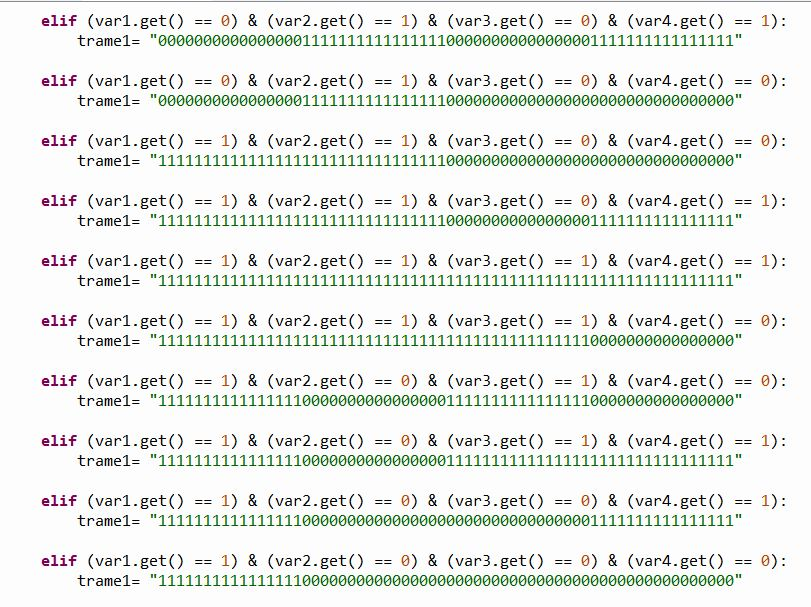 elif (var1.get() == 0) & (var2.get() == 1) & (var3.get() == 0) & (var4.get() == 1):
trame1= "0000000000000000111111111111111100000000000000001111111111111111"
elif (var1.get() == 0) & (var2.get() == 1) & (var3.get() == 0) & (var4.get() == 0):
trame1= "0000000000000000111111111111111100000000000000000000000000000000"
elif (var1.get() == 1) & (var2.get() == 1) & (var3.get() == 0) & (var4.get() == 0):
trame1= "1111111111111111111111111111111100000000000000000000000000000000"
elif (var1.get() == 1) & (var2.get() == 1) & (var3.get() == 0) & (var4.get() == 1):
trame1= "1111111111111111111111111111111100000000000000001111111111111111"
elif (var1.get() == 1) & (var2.get() == 1) & (var3.get() == 1) & (var4.get() == 1):
trame1= "1111111111111111111111111111111111111111111111111111111111111111"
elif (var1.get() == 1) & (var2.get() == 1) & (var3.get() == 1) & (var4.get() == 0):
trame1= "1111111111111111111111111111111111111111111111110000000000000000"
elif (var1.get() == 1) & (var2.get() == 0) & (var3.get() == 1) & (var4.get() == 0):
trame1= "1111111111111111000000000000000011111111111111110000000000000000"
elif (var1.get() == 1) & (var2.get() == 0) & (var3.get() == 1) & (var4.get() == 1):
trame1= "1111111111111111000000000000000011111111111111111111111111111111"
elif (var1.get() == 1) & (var2.get() == 0) & (var3.get() == 0) & (var4.get() == 1):
trame1= "1111111111111111000000000000000000000000000000001111111111111111"
elif (var1.get() == 1) & (var2.get() == 0) & (var3.get() == 0) & (var4.get() == 0):
trame1= "1111111111111111000000000000000000000000000000000000000000000000"